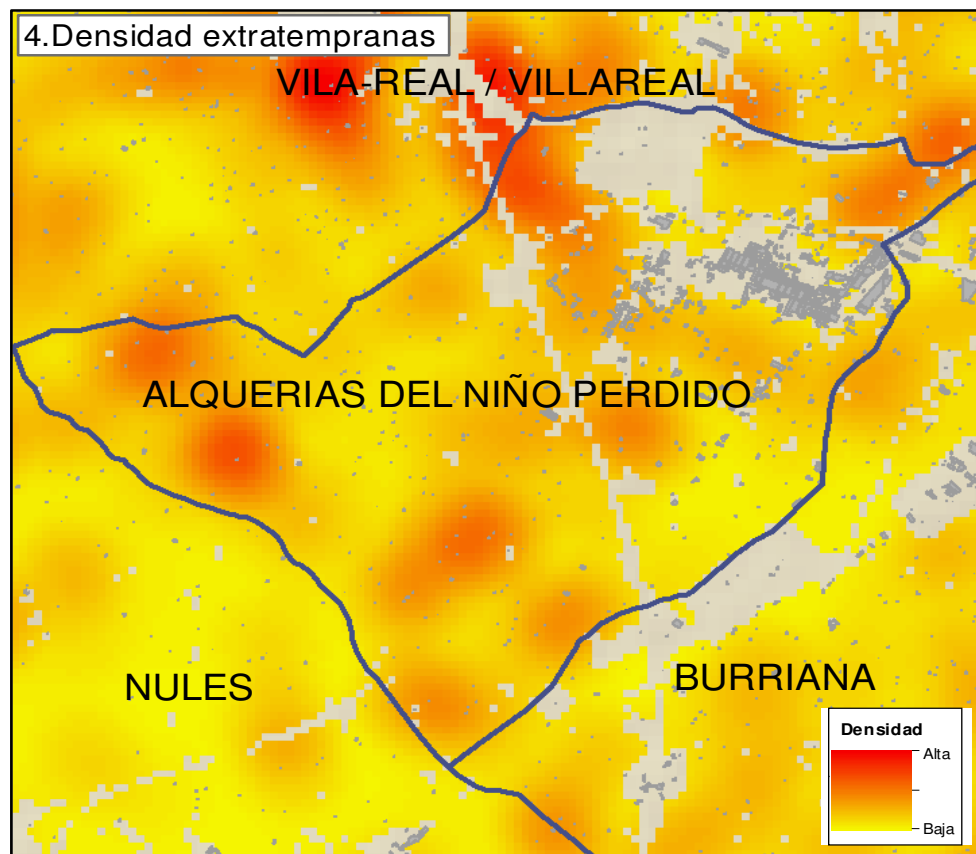 4.Densidad extratempranas
VILA-REAL / VILLAREAL
ALQUERIAS DEL NIÑO PERDIDO
NULES
BURRIANA
Densidad
Alta
Baja